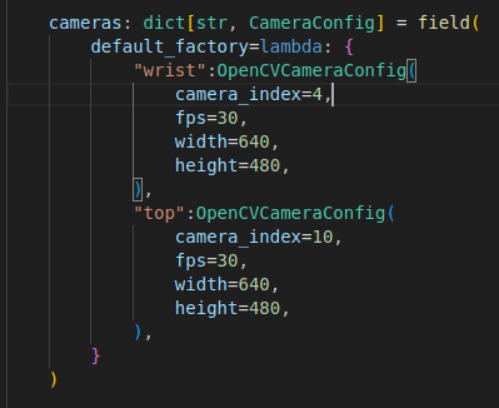 cameras: dict[str, CameraConfig] = field(
    default_factory=lambda: {
        "wrist":OpenCVCameraConfig(
            camera_index=4,
            fps=30,
            width=640,
            height=480,
        ),
        "top":OpenCVCameraConfig(
            camera_index=10,
            fps=30,
            width=640,
            height=480,
        ),
    }
)